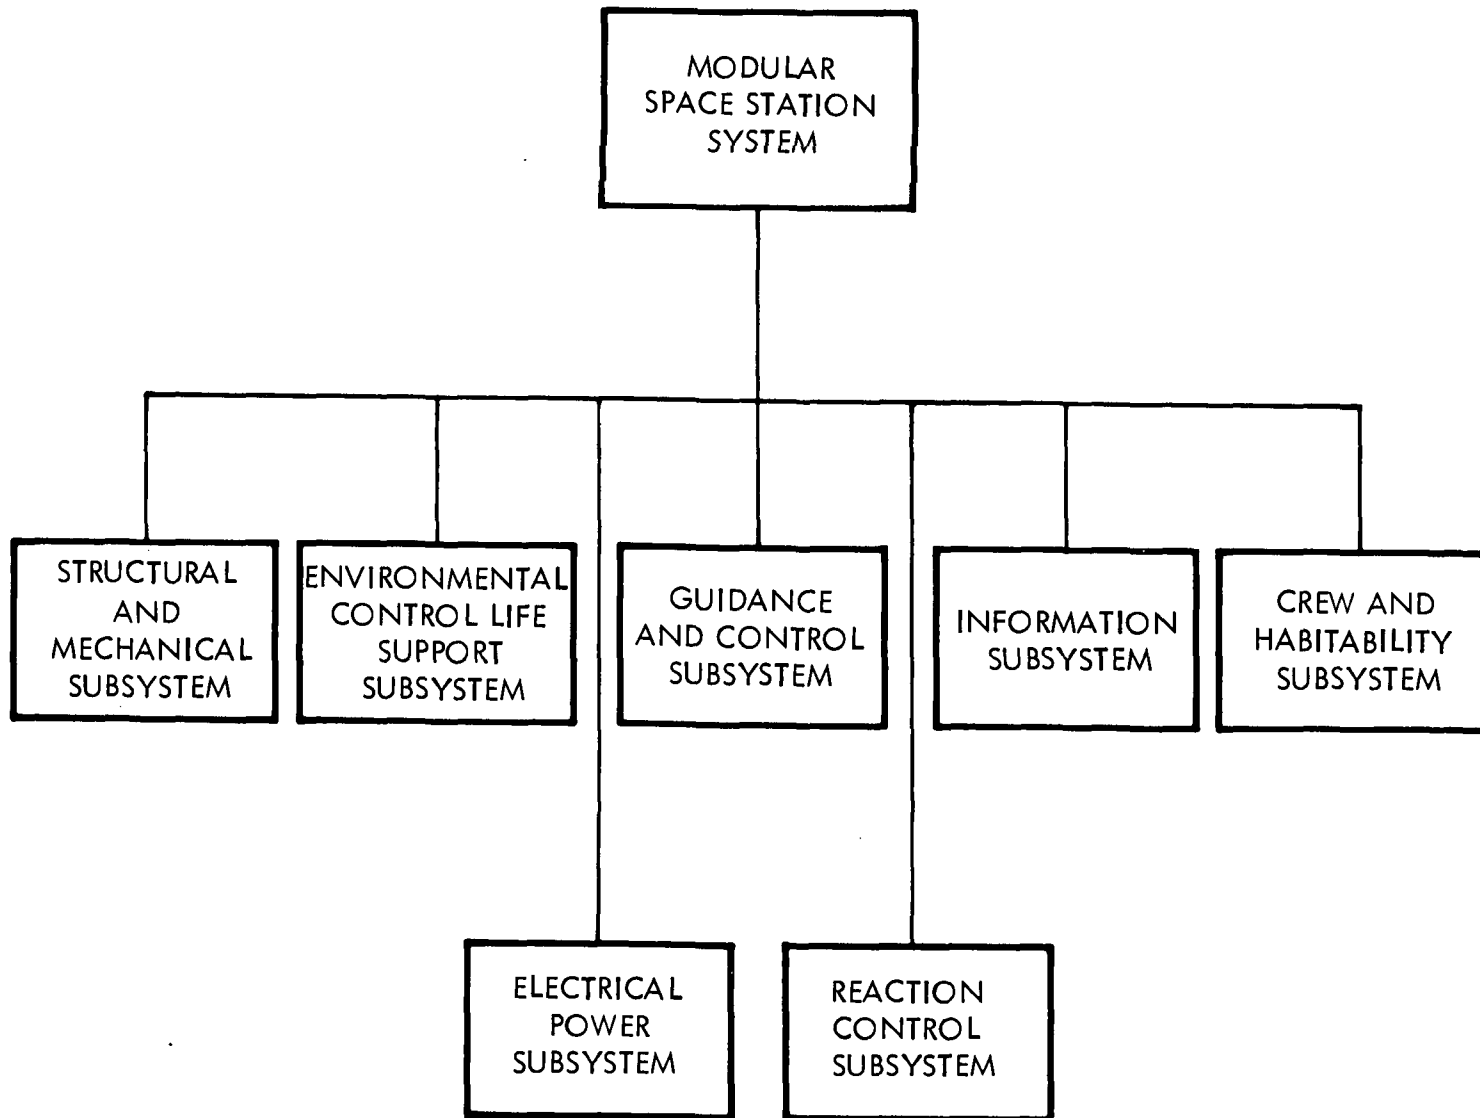 MODULAR
SPACE STATION
SYSTEM
STRUCTURAL
AND
MECHANICAL
SUBSYSTEM
ENVIRONMENTAL
CONTROL LIFE
SUPPORT
SUBSYSTEM
GUIDANCE
AND CONTROL
SUBSYSTEM
INFORMATION
SUBSYSTEM
CREW AND
HABITABILITY
SUBSYSTEM
ELECTRICAL
POWER
SUBSYSTEM
REACTION
CONTROL
SUBSYSTEM